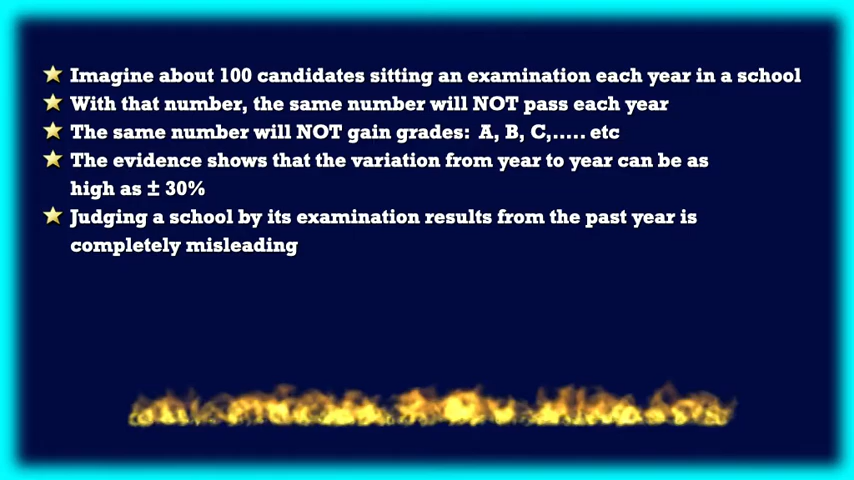 Imagine about 100 candidates sitting an examination each year in a school
With that number, the same number will NOT pass each year
The same number will NOT gain grades: A, B, C,..... etc
The evidence shows that the variation from year to year can be as
high as ± 30%
Judging a school by its examination results from the past year is
completely misleading